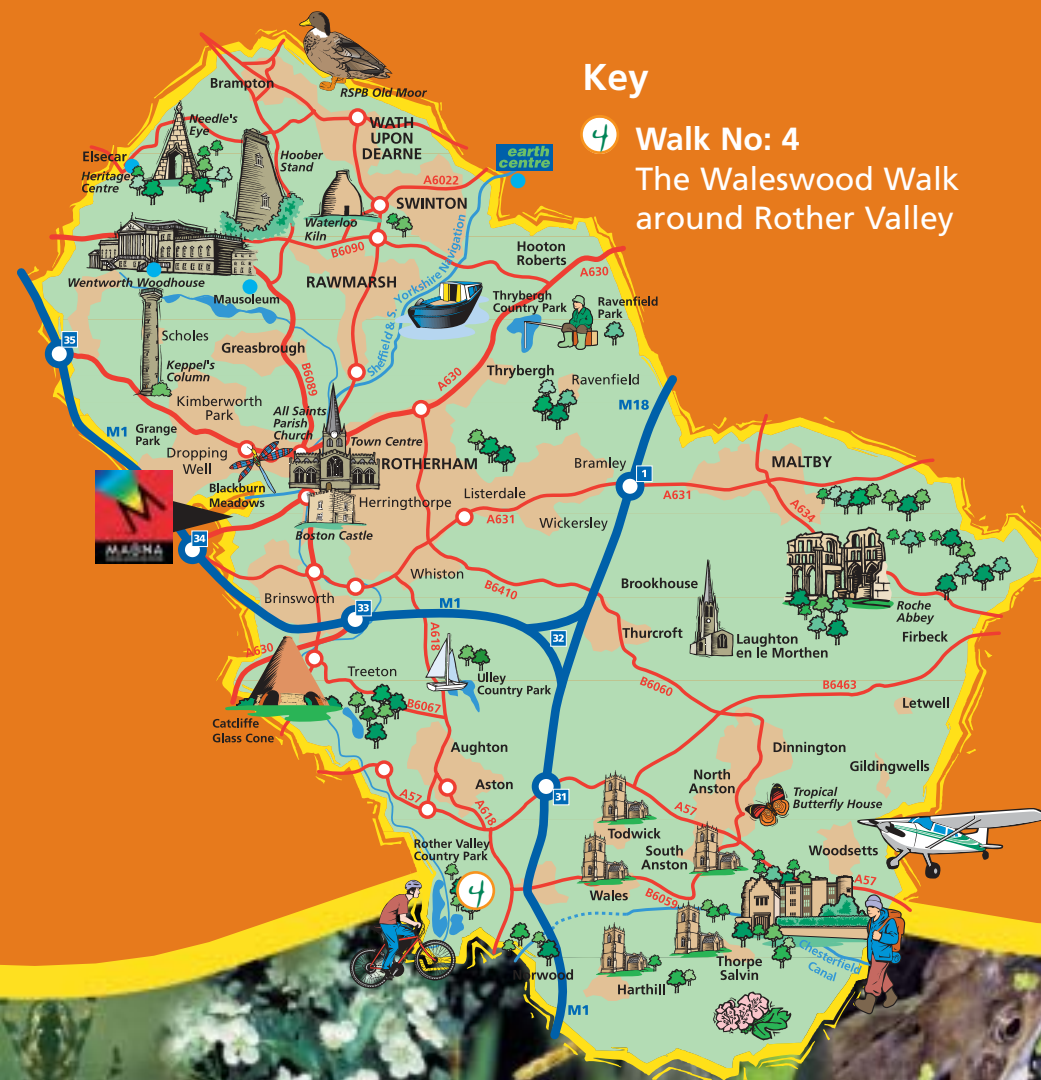 Key
4 Walk No: 4
The Waleswood Walk
around Rother Valley
RSPB Old Moor
Brampton
Needle's
Eye
WATH
UPON
DEARNE
Hoober
Stand
Elsecar
Heritage
Centre
earth
centre
A6022
SWINTON
Waterloo
Kiln
B6090
Hooton
Roberts
A630
Wentworth Woodhouse
Mausoleum
RAWMARSH
Sheffield & S. Yorkshire Navigation
Thrybergh
Country Park
Ravenfield
Park
35
Scholes
Greasbrough
Keppel's
Column
B6089
A630
Thrybergh
Ravenfield
M18
Kimberworth
Park
All Saints
Parish
Church
M1
Grange
Park
Town Centre
Dropping
Well
ROTHERHAM
Bramley
1
MALTBY
Blackburn
Meadows
Herringthorpe
Listerdale
A631
A631
A634
Wickersley
MAGNA
Boston Castle
34
Whiston
B6410
Brookhouse
Brinsworth
33
M1
32
Roche
Abbey
Firbeck
Thurcroft
Laughton
en le Morthen
A618
A630
Treeton
Ulley
Country Park
B6060
B6463
Letwell
B6067
Catcliffe
Glass Cone
Aughton
Dinnington
Gildingwells
Aston
31
North
Anston
A57
A618
A57
Tropical
Butterfly House
Todwick
Rother Valley
Country Park
South
Anston
Woodsetts
4
Wales
B6059
A57
Norwood
Thorpe
Salvin
Chesterfield
Canal
Harthill
M1